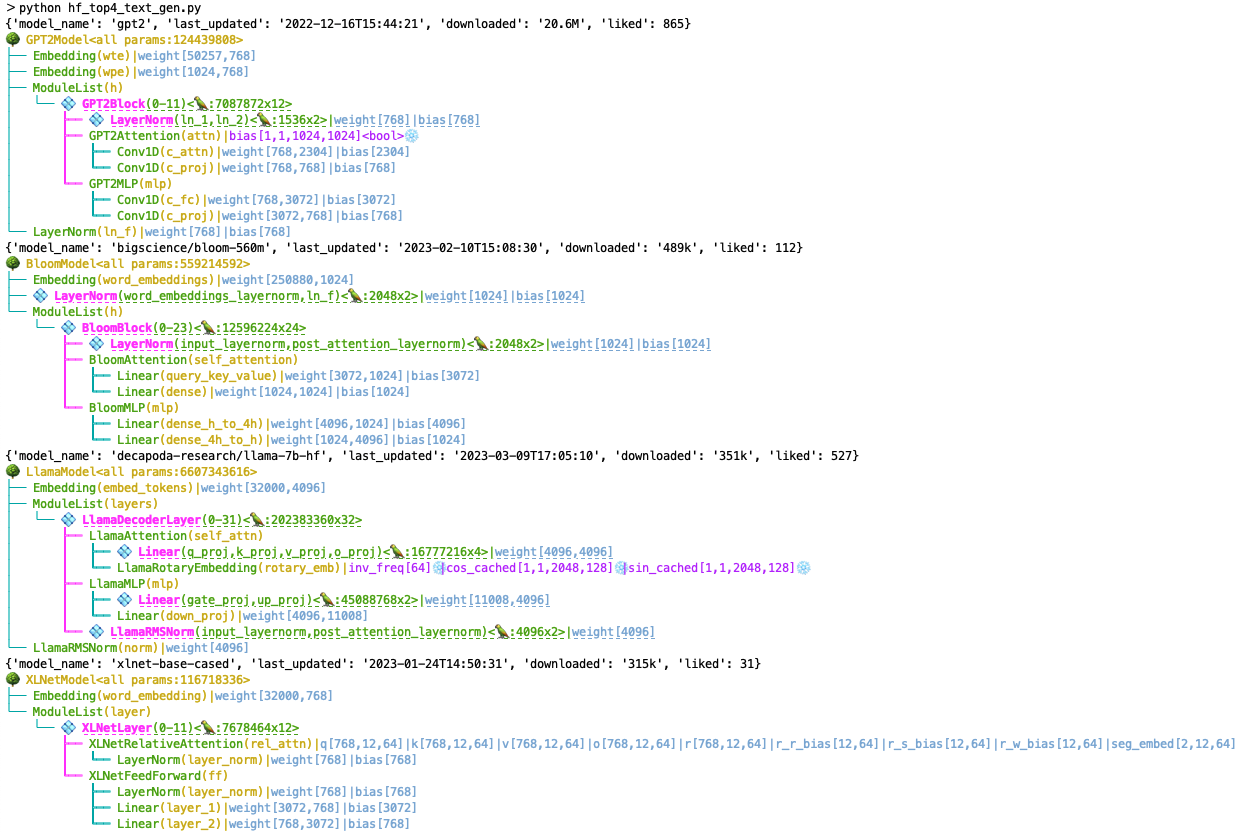 > python hf_top4_text_gen.py
{'model_name': 'gpt2', 'last_updated': '2022-12-16T15:44:21', 'downloaded': '20.6M', 'liked': 865}
GPT2Model<all params:124439808>
Embedding(wte)|weight[50257,768]
Embedding(wpe)|weight[1024,768]
ModuleList(h)
GPT2Block(0-11)<🦜:7087872x12>
LayerNorm(ln_1,ln_2)<🦜:1536x2>|weight[768]|bias[768]
GPT2Attention(attn)|bias[1,1,1024,1024]<bool>❄️
Conv1D(c_attn)|weight[768,2304]|bias[2304]
Conv1D(c_proj)|weight[768,768]|bias[768]
GPT2MLP(mlp)
Conv1D(c_fc)|weight[768,3072]|bias[3072]
Conv1D(c_proj)|weight[3072,768]|bias[768]
LayerNorm(ln_f)|weight[768]|bias[768]
{'model_name': 'bigscience/bloom-560m', 'last_updated': '2023-02-10T15:08:30', 'downloaded': '489k', 'liked': 112}
BloomModel<all params:559214592>
Embedding(word_embeddings)|weight[250880,1024]
LayerNorm(word_embeddings_layernorm,ln_f)<🦜:2048x2>|weight[1024]|bias[1024]
ModuleList(h)
BloomBlock(0-23)<🦜:12596224x24>
LayerNorm(input_layernorm,post_attention_layernorm)<🦜:2048x2>|weight[1024]|bias[1024]
BloomAttention(self_attention)
Linear(query_key_value)|weight[3072,1024]|bias[3072]
Linear(dense)|weight[1024,1024]|bias[1024]
BloomMLP(mlp)
Linear(dense_h_to_4h)|weight[4096,1024]|bias[4096]
Linear(dense_4h_to_h)|weight[1024,4096]|bias[1024]
{'model_name': 'decapoda-research/llama-7b-hf', 'last_updated': '2023-03-09T17:05:10', 'downloaded': '351k', 'liked': 527}
LlamaModel<all params:6607343616>
Embedding(embed_tokens)|weight[32000,4096]
ModuleList(layers)
LlamaDecoderLayer(0-31)<🦜:202383360x32>
LlamaAttention(self_attn)
Linear(q_proj,k_proj,v_proj,o_proj)<🦜:16777216x4>|weight[4096,4096]
LlamaRotaryEmbedding(rotary_emb)|inv_freq[64]❄️|cos_cached[1,1,2048,128]❄️|sin_cached[1,1,2048,128]❄️
LlamaMLP(mlp)
Linear(gate_proj,up_proj)<🦜:45088768x2>|weight[11008,4096]
Linear(down_proj)|weight[4096,11008]
LlamaRMSNorm(input_layernorm,post_attention_layernorm)<🦜:4096x2>|weight[4096]
LlamaRMSNorm(norm)|weight[4096]
{'model_name': 'xlnet-base-cased', 'last_updated': '2023-01-24T14:50:31', 'downloaded': '315k', 'liked': 31}
XLNetModel<all params:116718336>
Embedding(word_embedding)|weight[32000,768]
ModuleList(layer)
XLNetLayer(0-11)<🦜:7678464x12>
XLNetRelativeAttention(rel_attn)|q[768,12,64]|k[768,12,64]|v[768,12,64]|o[768,12,64]|r[768,12,64]|r_r_bias[12,64]|r_s_bias[12,64]|r_w_bias[12,64]|seg_embed[2,12,64]
LayerNorm(layer_norm)|weight[768]|bias[768]
XLNetFeedForward(ff)
LayerNorm(layer_norm)|weight[768]|bias[768]
Linear(layer_1)|weight[3072,768]|bias[3072]
Linear(layer_2)|weight[768,3072]|bias[768]